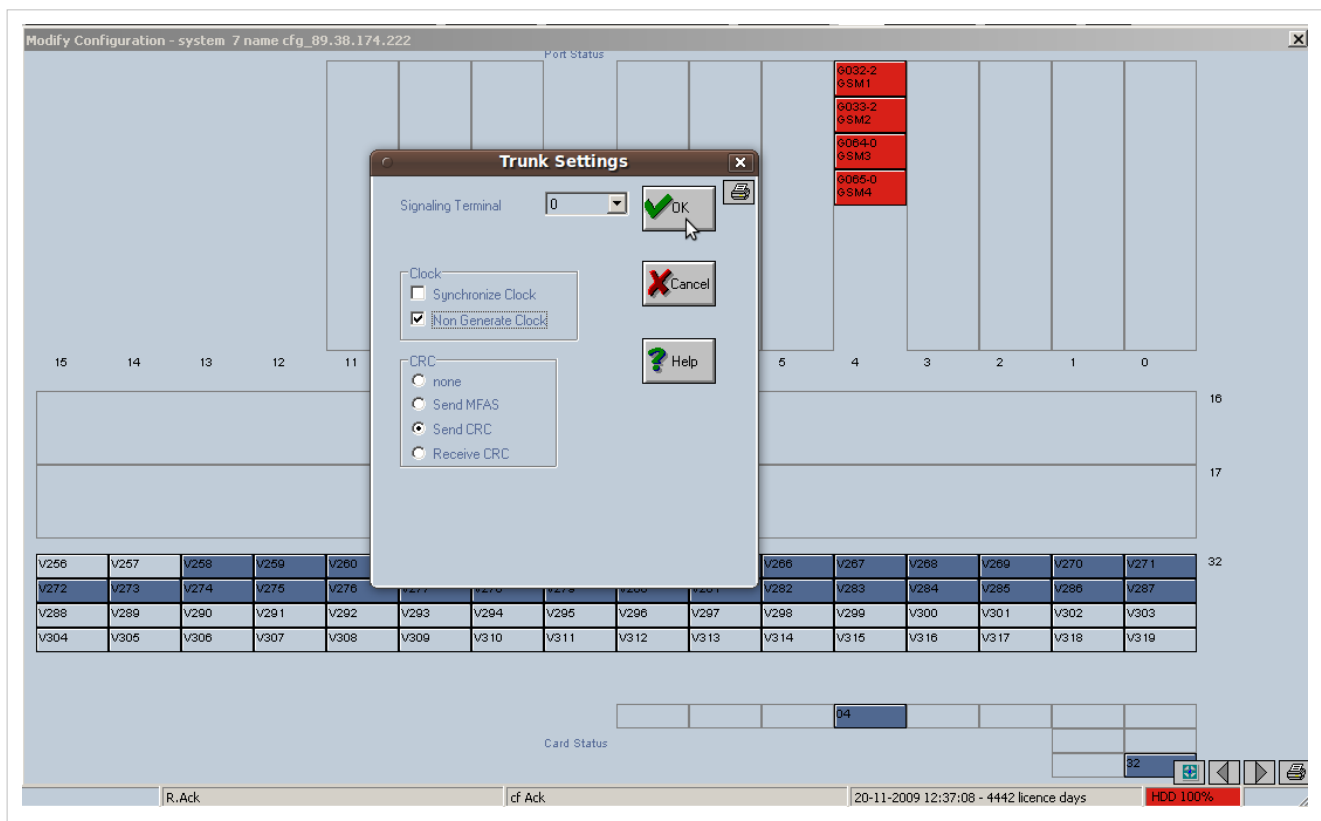 Modify Configuration - system 7 name cfg_89.38.174.222
Port Status
G032-2
GSM1
G033-2
GSM2
G064-0
GSM3
G065-0
GSM4
Trunk Settings
Signaling Terminal 0 OK
Clock
Synchronize Clock
Non Generate Clock
Cancel
CRC
none
Send MFAS
Send CRC
Receive CRC
Help
15 14 13 12 11 5 4 3 2 1 0
16
17
V256 V257 V258 V259 V260 V266 V267 V268 V269 V270 V271 32
V272 V273 V274 V275 V276 V277 V278 V279 V280 V281 V282 V283 V284 V285 V286 V287
V288 V289 V290 V291 V292 V293 V294 V295 V296 V297 V298 V299 V300 V301 V302 V303
V304 V305 V306 V307 V308 V309 V310 V311 V312 V313 V314 V315 V316 V317 V318 V319
04
Card Status
32
R.Ack cf Ack 20-11-2009 12:37:08 - 4442 licence days HDD 100%